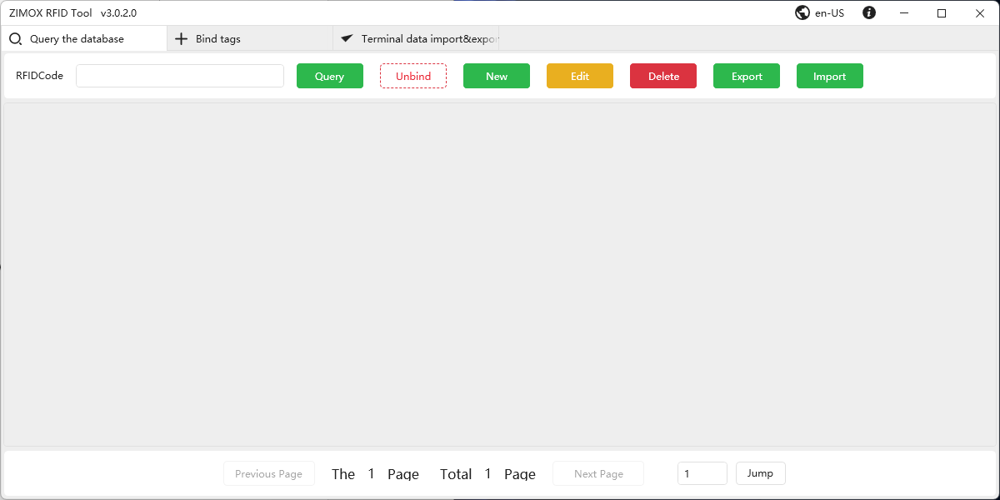 ZIMOX RFID Tool v3.0.2.0 en-US
Query the database Bind tags Terminal data import&expor
RFIDCode Query Unbind New Edit Delete Export Import
Previous Page The 1 Page Total 1 Page Next Page 1 Jump